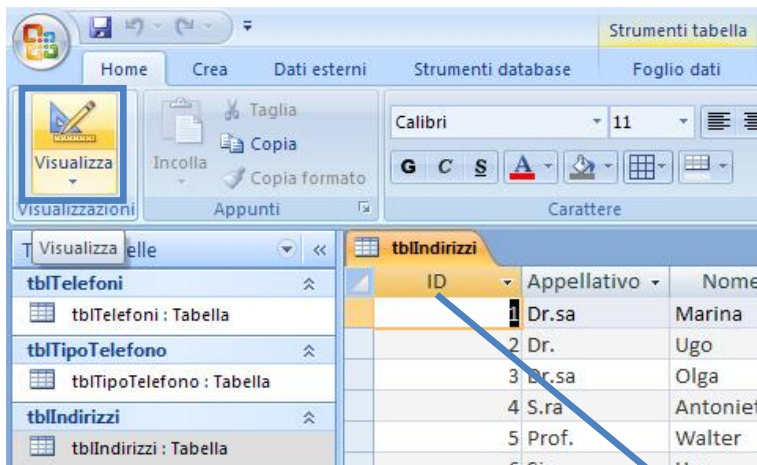 Strumenti tabella
Home Crea Dati esterni Strumenti database Foglio dati
Visualizza
Incolla
Taglia
Copia
Copia formato
Calibri 11
G C S A
Visualizzazioni Appunti Carattere
Visualizza elle
tblTelefoni
tblTelefoni : Tabella
tblTipoTelefono
tblTipoTelefono : Tabella
tblIndirizzi
tblIndirizzi : Tabella
tblIndirizzi
ID Appellativo Nome
1 Dr.sa Marina
2 Dr. Ugo
3 Dr.sa Olga
4 S.ra Antoniet
5 Prof. Walter